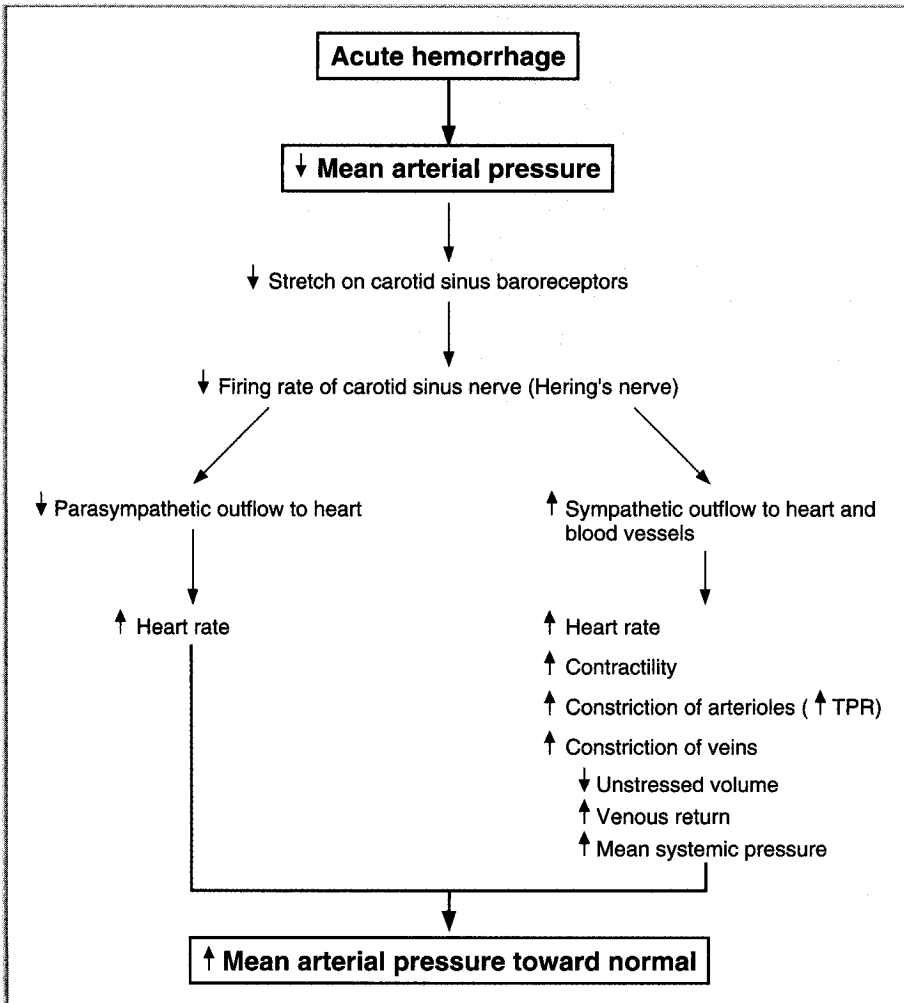 Acute hemorrhage
↓ Mean arterial pressure
↓ Stretch on carotid sinus baroreceptors
↓ Firing rate of carotid sinus nerve (Hering's nerve)
↓ Parasympathetic outflow to heart
↑ Sympathetic outflow to heart and
blood vessels
↑ Heart rate
↑ Heart rate
↑ Contractility
↑ Constriction of arterioles (↑ TPR)
↑ Constriction of veins
↓ Unstressed volume
↑ Venous return
↑ Mean systemic pressure
↑ Mean arterial pressure toward normal